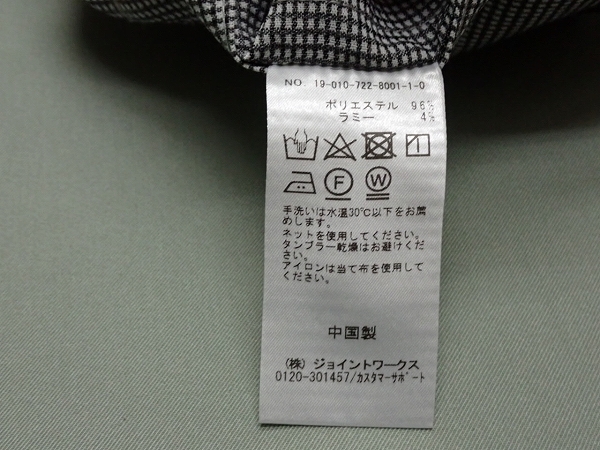 NO. 19-010-722-8001-1-0
ポリエステル 96%
ラミー 4%
F W
手洗いは水温30℃以下をお薦
めします。
ネットを使用してください。
タンブラー乾燥はお避けくだ
さい。
アイロンは当て布を使用して
ください。
中国製
(株) ジョイントワークス
0120-301457/カスタマーサポート